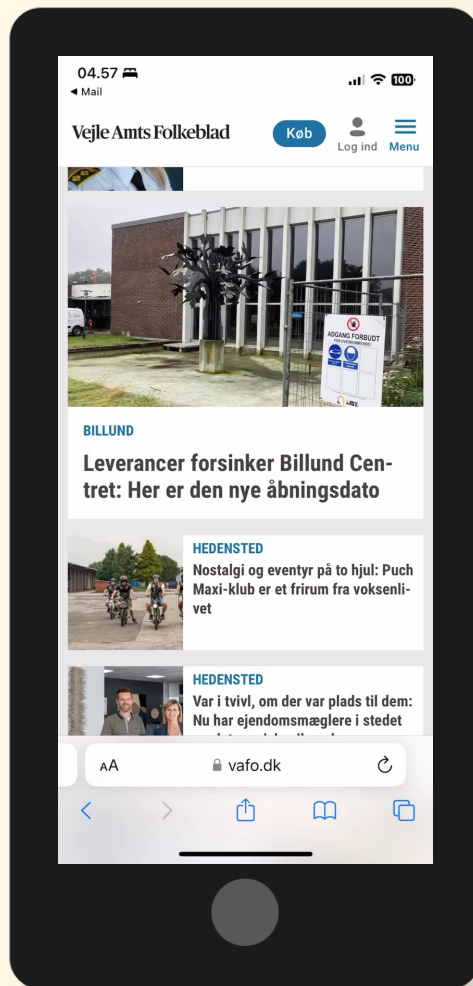 04.57
100
◀ Mail
Vejle Amts Folkeblad
Køb
Log ind
Menu
ADGANG FORBUDT
FOR UVEDKOMMENDE
BILLUND
Leverancer forsinker Billund Cen-
tret: Her er den nye åbningsdato
HEDENSTED
Nostalgi og eventyr på to hjul: Puch
Maxi-klub er et frirum fra voksenli-
vet
HEDENSTED
Var i tvivl, om der var plads til dem:
Nu har ejendomsmæglere i stedet
AA
vafo.dk